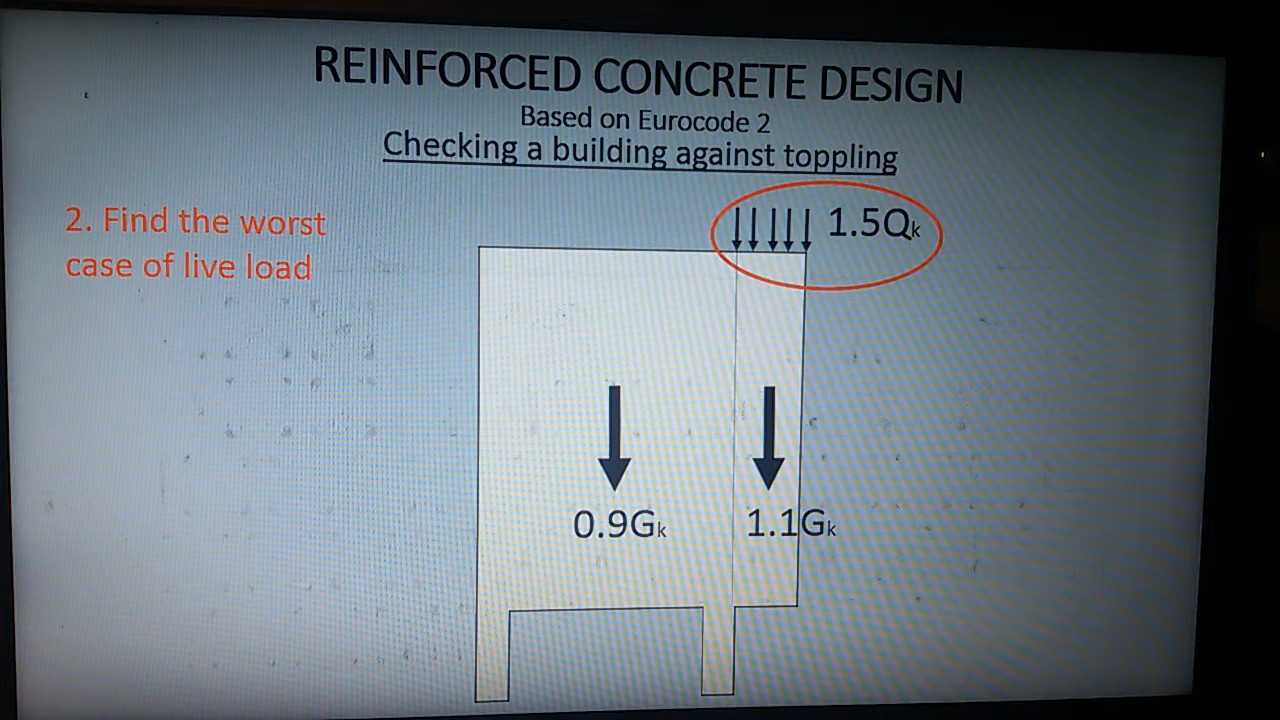 REINFORCED CONCRETE DESIGN
Based on Eurocode 2
Checking a building against toppling
2. Find the worst
case of live load
1.5Qk
0.9Gk
1.1Gk